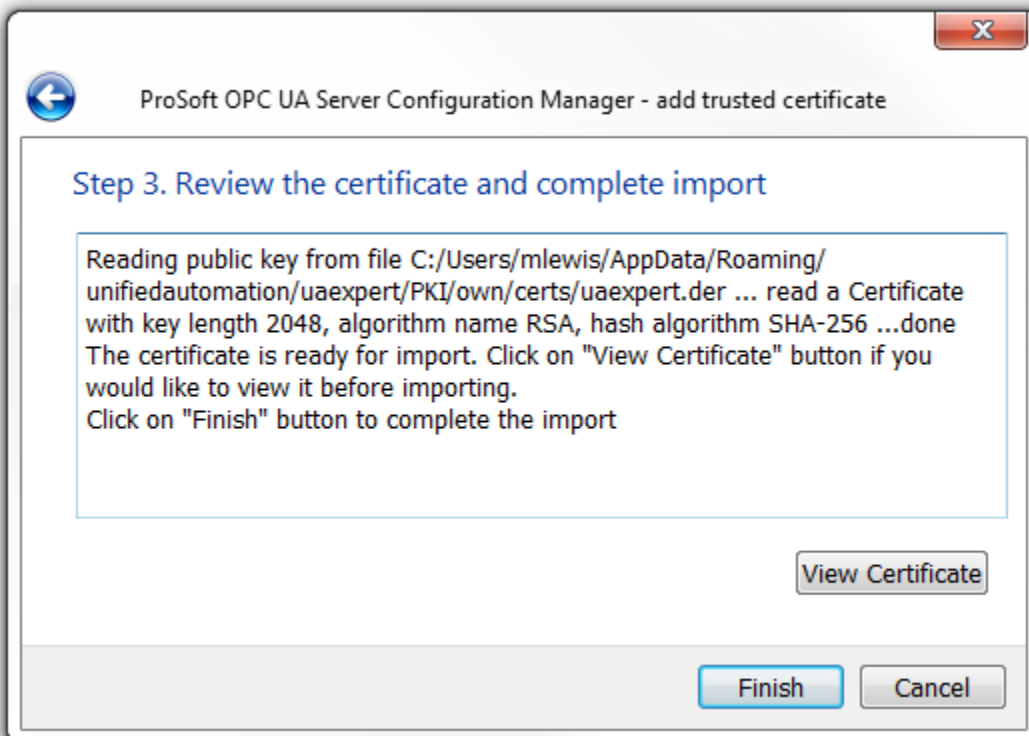 ProSoft OPC UA Server Configuration Manager - add trusted certificate
Step 3. Review the certificate and complete import
Reading public key from file C:/Users/mlewis/AppData/Roaming/
unifiedautomation/uaexpert/PKI/own/certs/uaexpert.der ... read a Certificate
with key length 2048, algorithm name RSA, hash algorithm SHA-256 ...done
The certificate is ready for import. Click on "View Certificate" button if you
would like to view it before importing.
Click on "Finish" button to complete the import
View Certificate
Finish
Cancel